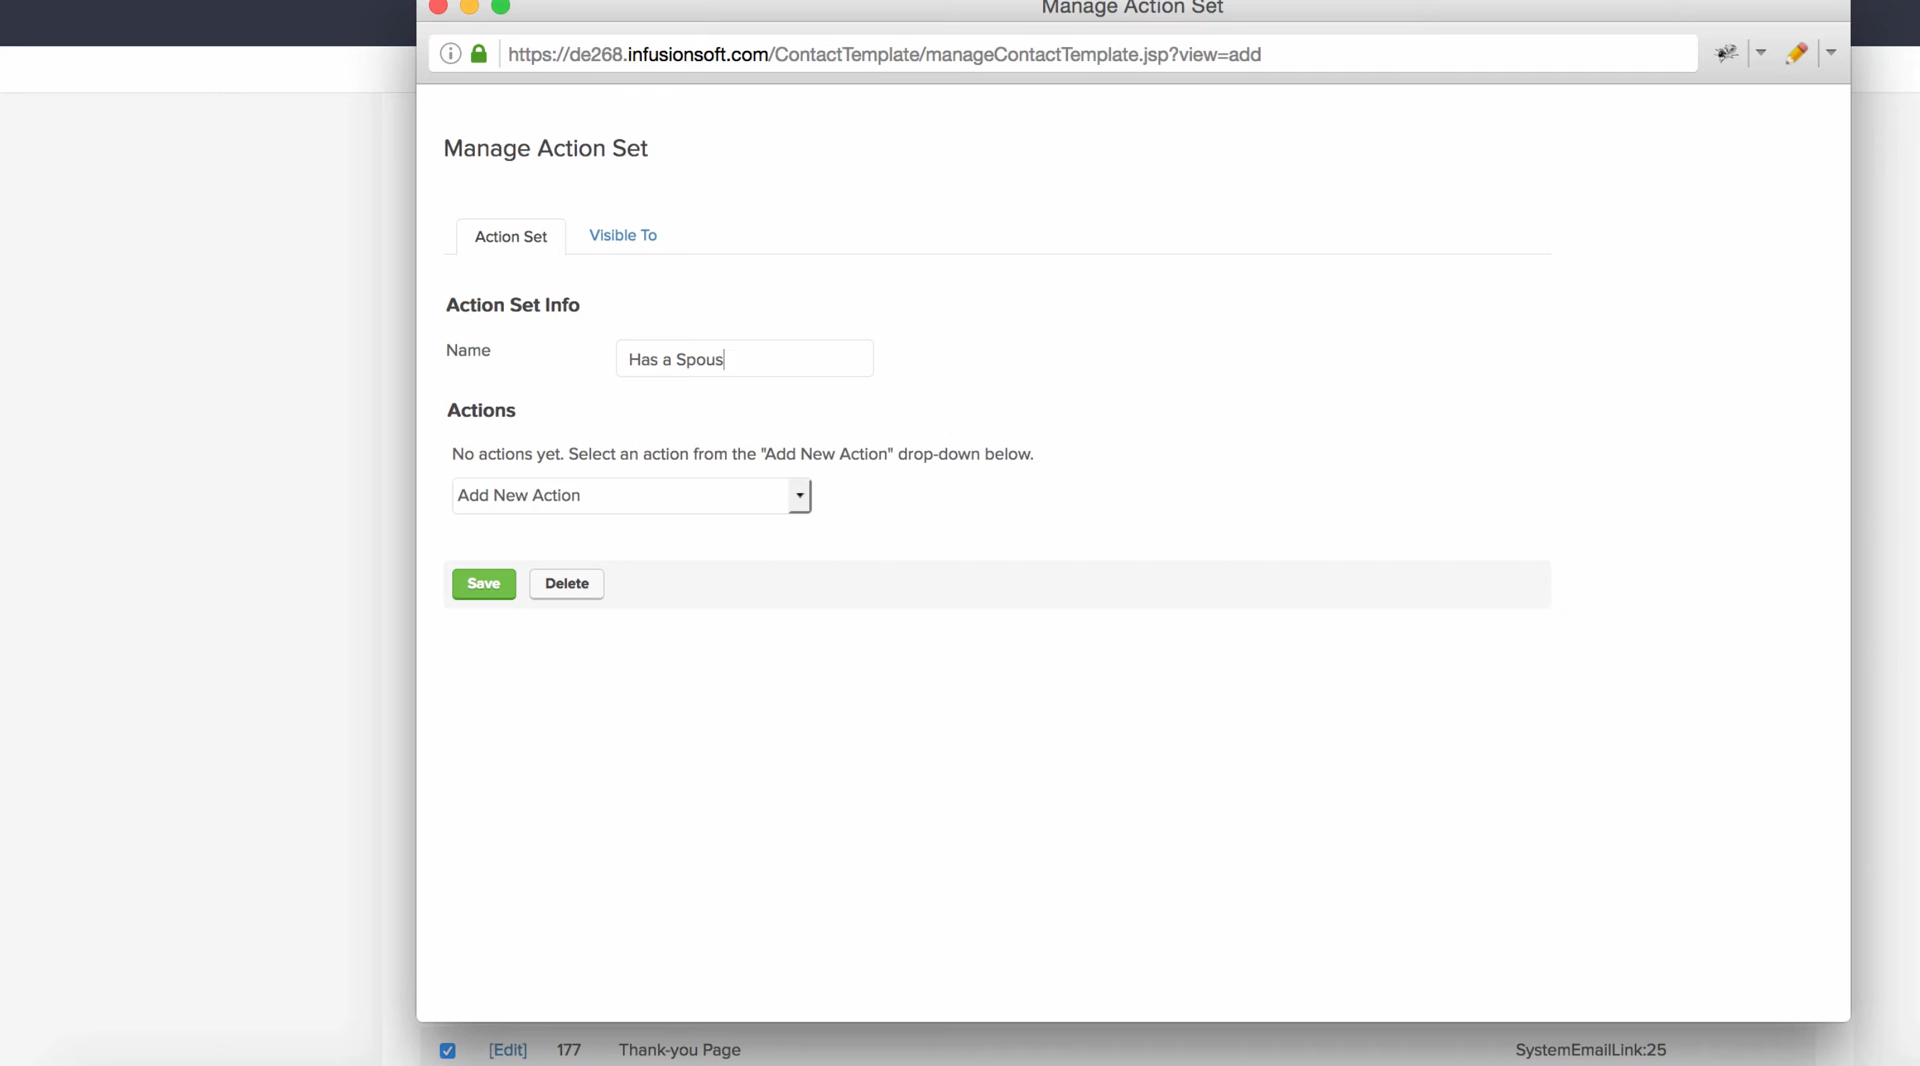 Manage Action Set
https://de268.infusionsoft.com/ContactTemplate/manageContactTemplate.jsp?view=add
Manage Action Set
Action Set Visible To
Action Set Info
Name Has a Spous
Actions
No actions yet. Select an action from the "Add New Action" drop-down below.
Add New Action
Save Delete
[Edit] 177 Thank-you Page SystemEmailLink:25